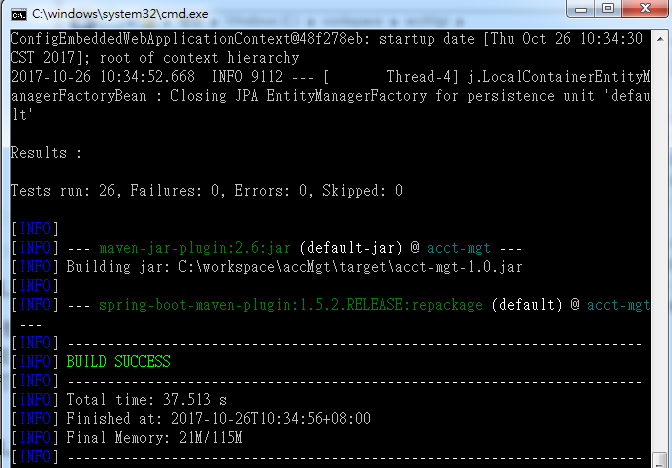 C:\windows\system32\cmd.exe
ConfigEmbeddedWebApplicationContext@48f278eb: startup date [Thu Oct 26 10:34:30
CST 2017]; root of context hierarchy
2017-10-26 10:34:52.668  INFO 9112 --- [       Thread-4] j.LocalContainerEntityM
anagerFactoryBean : Closing JPA EntityManagerFactory for persistence unit 'defau
lt'
Results :
Tests run: 26, Failures: 0, Errors: 0, Skipped: 0
[INFO]
[INFO] --- maven-jar-plugin:2.6:jar (default-jar) @ acct-mgt ---
[INFO] Building jar: C:\workspace\accMgt\target\acct-mgt-1.0.jar
[INFO]
[INFO] --- spring-boot-maven-plugin:1.5.2.RELEASE:repackage (default) @ acct-mgt
 ---
[INFO] ------------------------------------------------------------------------
[INFO] BUILD SUCCESS
[INFO] ------------------------------------------------------------------------
[INFO] Total time: 37.513 s
[INFO] Finished at: 2017-10-26T10:34:56+08:00
[INFO] Final Memory: 21M/115M
[INFO] ------------------------------------------------------------------------